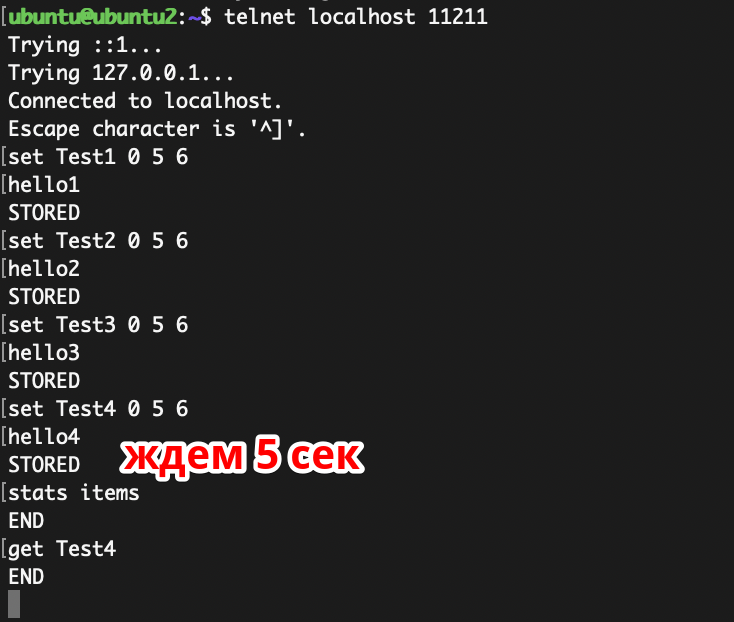 [ubuntu@ubuntu2:~$ telnet localhost 11211
Trying ::1...
Trying 127.0.0.1...
Connected to localhost.
Escape character is '^]'.
[set Test1 0 5 6
[hello1
STORED
[set Test2 0 5 6
[hello2
STORED
[set Test3 0 5 6
[hello3
STORED
[set Test4 0 5 6
[hello4
ждем 5 сек
STORED
[stats items
END
[get Test4
END